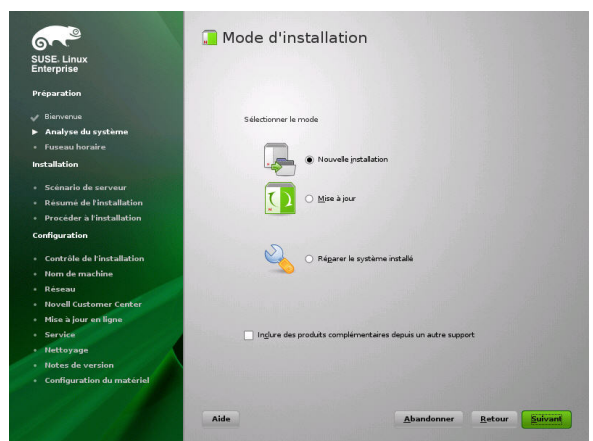 SUSE. Linux
Enterprise
Préparation
Bienvenue
Analyse du système
Fuseau horaire
Installation
Scénario de serveur
Résumé de l'installation
Procéder à l'installation
Configuration
Contrôle de l'installation
Nom de machine
Réseau
Novell Customer Center
Mise à jour en ligne
Service
Nettoyage
Notes de version
Configuration du matériel
Mode d'installation
Sélectionner le mode
Nouvelle installation
Mise à jour
Réparer le système installé
Inclure des produits complémentaires depuis un autre support
Aide
Abandonner
Retour
Suivant